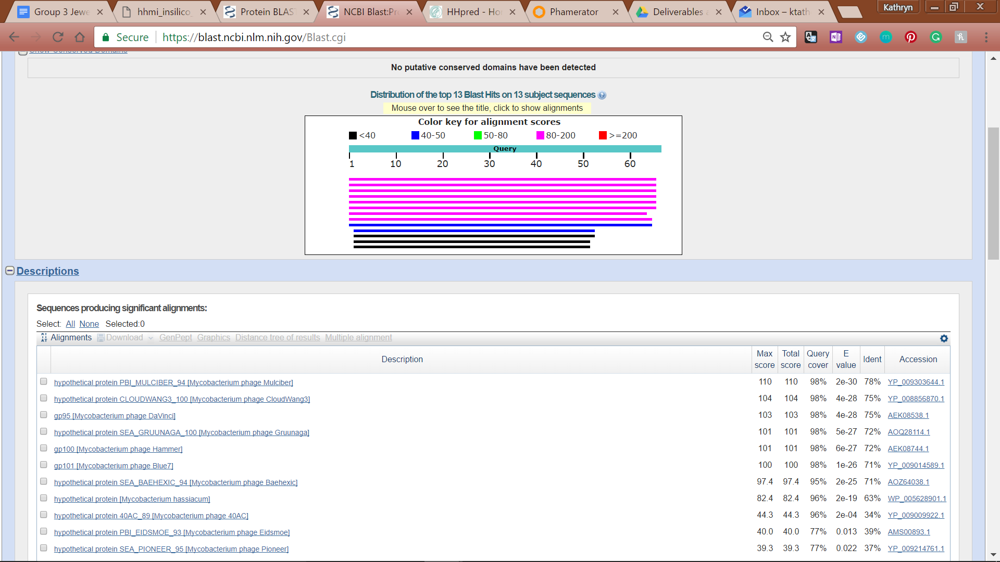 Group 3 Jewe
hhmi_insilico_
Protein BLAST
NCBI Blast:Pr
HHpred - Ho
Phamerator
Deliverables a
Inbox – ktath
Kathryn
Secure https://blast.ncbi.nlm.nih.gov/Blast.cgi
Show Conserved Domains
No putative conserved domains have been detected
Distribution of the top 13 Blast Hits on 13 subject sequences
Mouse over to see the title, click to show alignments
Color key for alignment scores
<40 40-50 50-80 80-200 >=200
Query
1 10 20 30 40 50 60
Descriptions
Sequences producing significant alignments:
Select: All None Selected:0
Alignments Download GenPept Graphics Distance tree of results Multiple alignment
Description Max score Total score Query cover E value Ident Accession
hypothetical protein PBI_MULCIBER_94 [Mycobacterium phage Mulciber] 110 110 98% 2e-30 78% YP_009303644.1
hypothetical protein CLOUDWANG3_100 [Mycobacterium phage CloudWang3] 104 104 98% 4e-28 75% YP_008856870.1
gp95 [Mycobacterium phage DaVinci] 103 103 98% 4e-28 75% AEK08538.1
hypothetical protein SEA_GRUUNAGA_100 [Mycobacterium phage Gruunaga] 101 101 98% 5e-27 72% AOQ28114.1
gp100 [Mycobacterium phage Hammer] 101 101 98% 6e-27 72% AEK08744.1
gp101 [Mycobacterium phage Blue7] 100 100 98% 1e-26 71% YP_009014589.1
hypothetical protein SEA_BAEHEXIC_94 [Mycobacterium phage Baehexic] 97.4 97.4 95% 2e-25 71% AOZ64038.1
hypothetical protein [Mycobacterium hassiacum] 82.4 82.4 96% 2e-19 63% WP_005628901.1
hypothetical protein 40AC_89 [Mycobacterium phage 40AC] 44.3 44.3 96% 2e-04 34% YP_009009922.1
hypothetical protein PBI_EIDSMOE_93 [Mycobacterium phage Eidsmoe] 40.0 40.0 77% 0.013 39% AMS00893.1
hypothetical protein SEA_PIONEER_95 [Mycobacterium phage Pioneer] 39.3 39.3 77% 0.022 37% YP_009214761.1